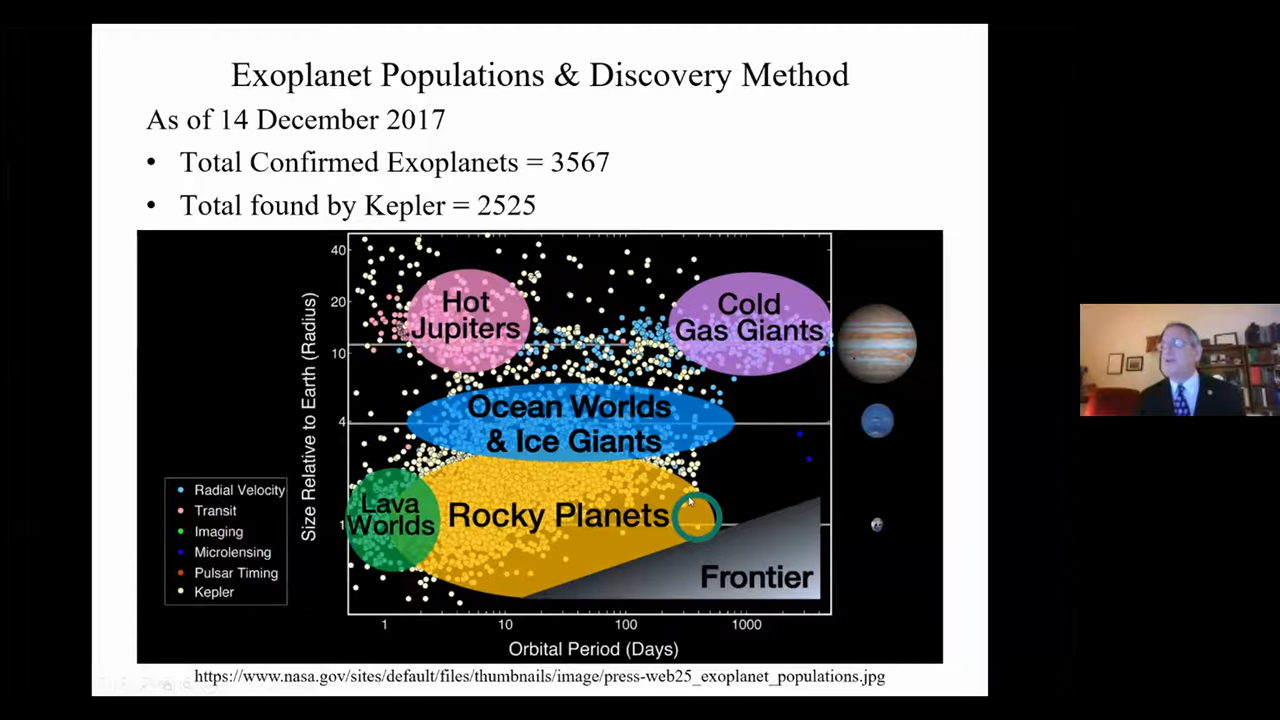 Exoplanet Populations & Discovery Method
As of 14 December 2017
• Total Confirmed Exoplanets = 3567
• Total found by Kepler = 2525
40
20
10
4
1
Size Relative to Earth (Radius)
Hot
Jupiters
Cold
Gas Giants
Ocean Worlds
& Ice Giants
Lava
Worlds
Rocky Planets
Frontier
Radial Velocity
Transit
Imaging
Microlensing
Pulsar Timing
Kepler
1
10
100
1000
Orbital Period (Days)
https://www.nasa.gov/sites/default/files/thumbnails/image/press-web25_exoplanet_populations.jpg